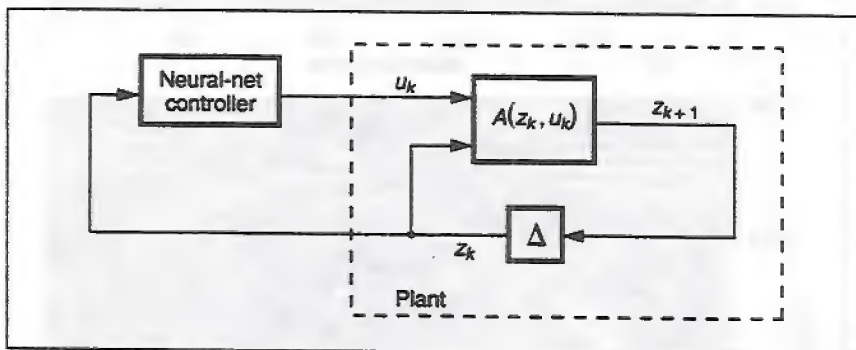 Neural-net
controller
u_k
A(z_k, u_k)
z_{k+1}
z_k
Δ
Plant